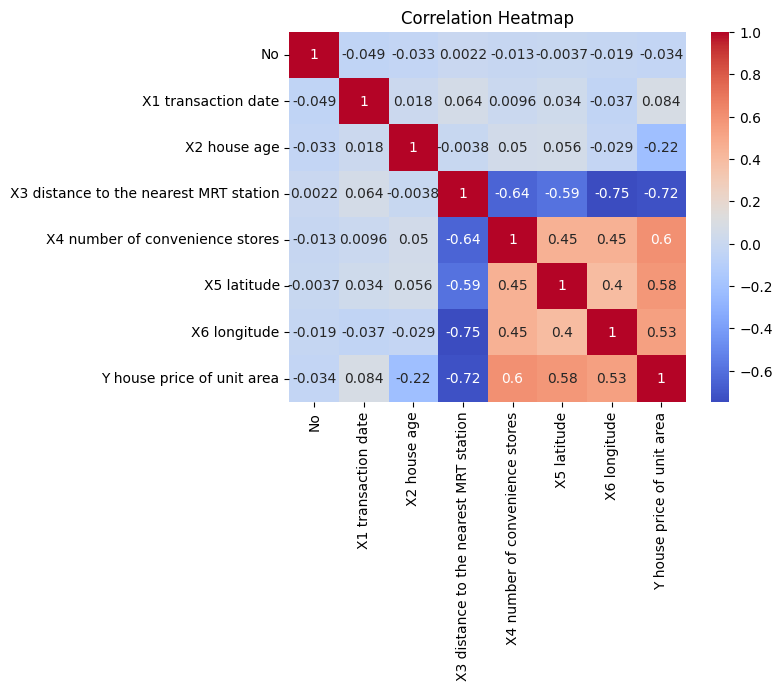 Correlation Heatmap
No 1 -0.049 -0.033 0.0022 -0.013 -0.0037 -0.019 -0.034
X1 transaction date -0.049 1 0.018 0.064 0.0096 0.034 -0.037 0.084
X2 house age -0.033 0.018 1 -0.0038 0.05 0.056 -0.029 -0.22
X3 distance to the nearest MRT station 0.0022 0.064 -0.0038 1 -0.64 -0.59 -0.75 -0.72
X4 number of convenience stores -0.013 0.0096 0.05 -0.64 1 0.45 0.45 0.6
X5 latitude -0.0037 0.034 0.056 -0.59 0.45 1 0.4 0.58
X6 longitude -0.019 -0.037 -0.029 -0.75 0.45 0.4 1 0.53
Y house price of unit area -0.034 0.084 -0.22 -0.72 0.6 0.58 0.53 1
No
X1 transaction date
X2 house age
X3 distance to the nearest MRT station
X4 number of convenience stores
X5 latitude
X6 longitude
Y house price of unit area
1.0
0.8
0.6
0.4
0.2
0.0
-0.2
-0.4
-0.6